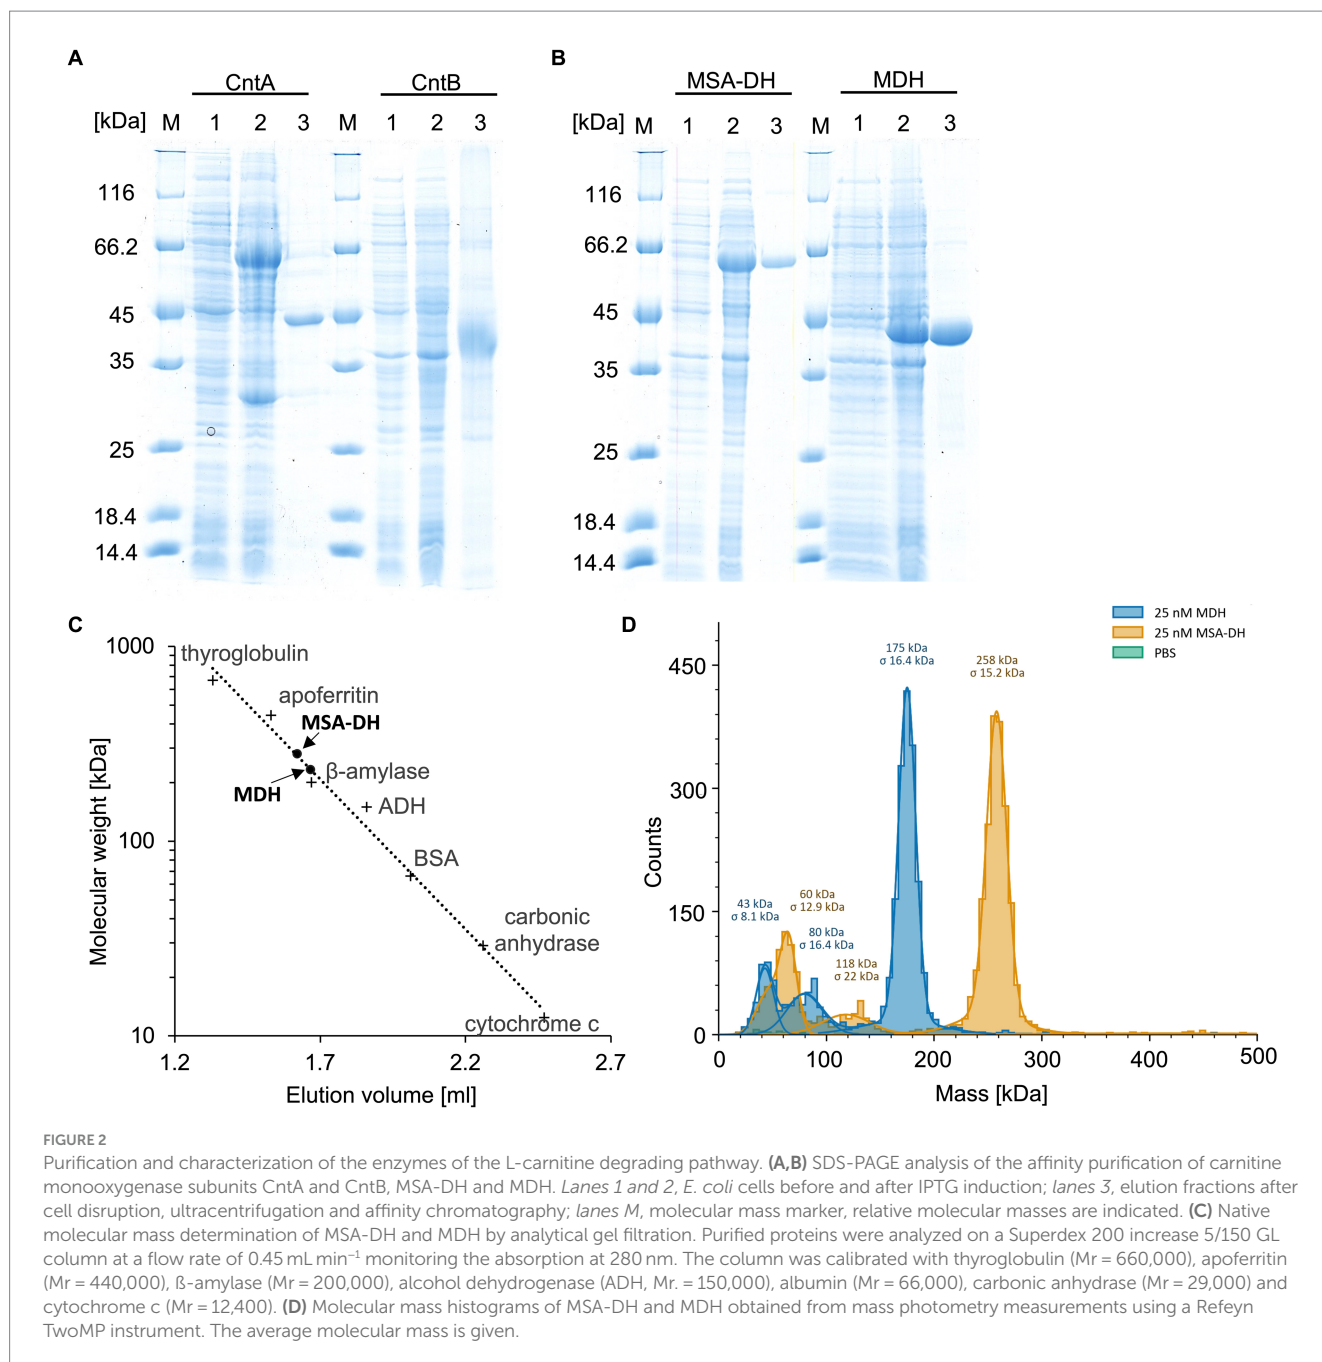 A
B
CntA
CntB
MSA-DH
MDH
[kDa] M 1 2 3 M 1 2 3
[kDa] M 1 2 3 M 1 2 3
116
66.2
45
35
25
18.4
14.4
116
66.2
45
35
25
18.4
14.4
C
1000
100
10
Molecular weight [kDa]
thyroglobulin
apoferritin
MSA-DH
β-amylase
MDH
ADH
BSA
carbonic
anhydrase
cytochrome c
1.2 1.7 2.2 2.7
Elution volume [ml]
D
25 nM MDH
25 nM MSA-DH
PBS
450
300
150
0
Counts
175 kDa
σ 16.4 kDa
258 kDa
σ 15.2 kDa
43 kDa
σ 8.1 kDa
60 kDa
σ 12.9 kDa
80 kDa
σ 16.4 kDa
118 kDa
σ 22 kDa
0 100 200 300 400 500
Mass [kDa]
FIGURE 2
Purification and characterization of the enzymes of the L-carnitine degrading pathway. (A,B) SDS-PAGE analysis of the affinity purification of carnitine
monooxygenase subunits CntA and CntB, MSA-DH and MDH. Lanes 1 and 2, E. coli cells before and after IPTG induction; lanes 3, elution fractions after
cell disruption, ultracentrifugation and affinity chromatography; lanes M, molecular mass marker, relative molecular masses are indicated. (C) Native
molecular mass determination of MSA-DH and MDH by analytical gel filtration. Purified proteins were analyzed on a Superdex 200 increase 5/150 GL
column at a flow rate of 0.45 mL min⁻¹ monitoring the absorption at 280 nm. The column was calibrated with thyroglobulin (Mr = 660,000), apoferritin
(Mr = 440,000), ß-amylase (Mr = 200,000), alcohol dehydrogenase (ADH, Mr. = 150,000), albumin (Mr = 66,000), carbonic anhydrase (Mr = 29,000) and
cytochrome c (Mr = 12,400). (D) Molecular mass histograms of MSA-DH and MDH obtained from mass photometry measurements using a Refeyn
TwoMP instrument. The average molecular mass is given.